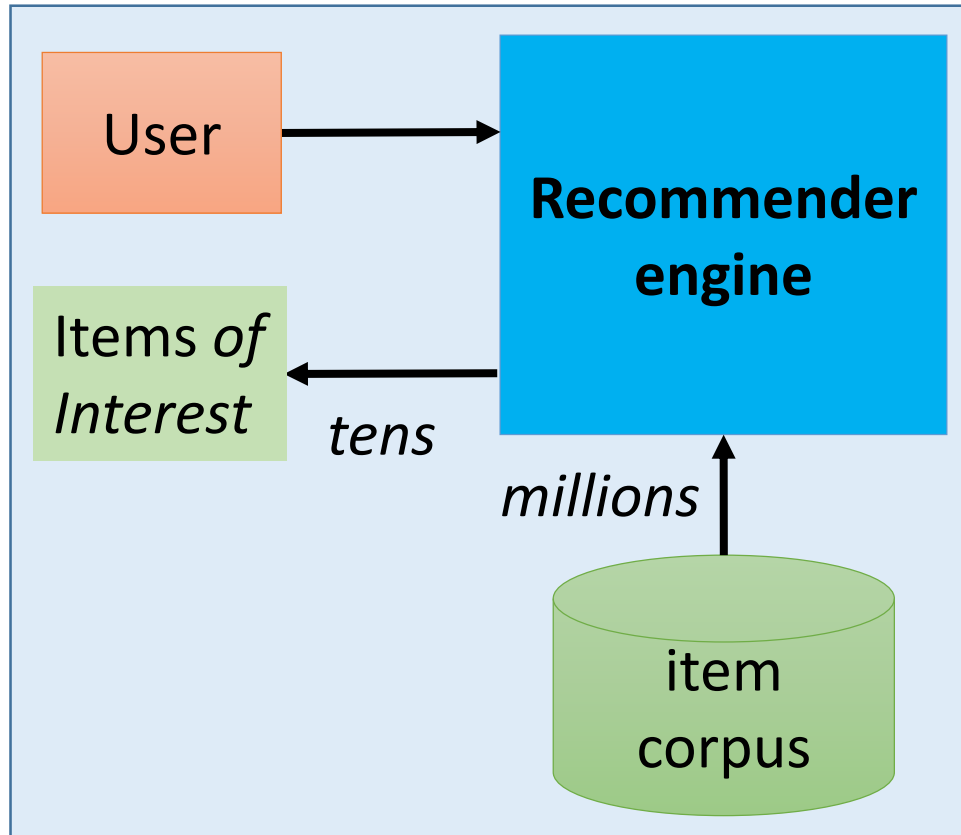 User
Recommender
engine
Items of
Interest
tens
millions
item
corpus